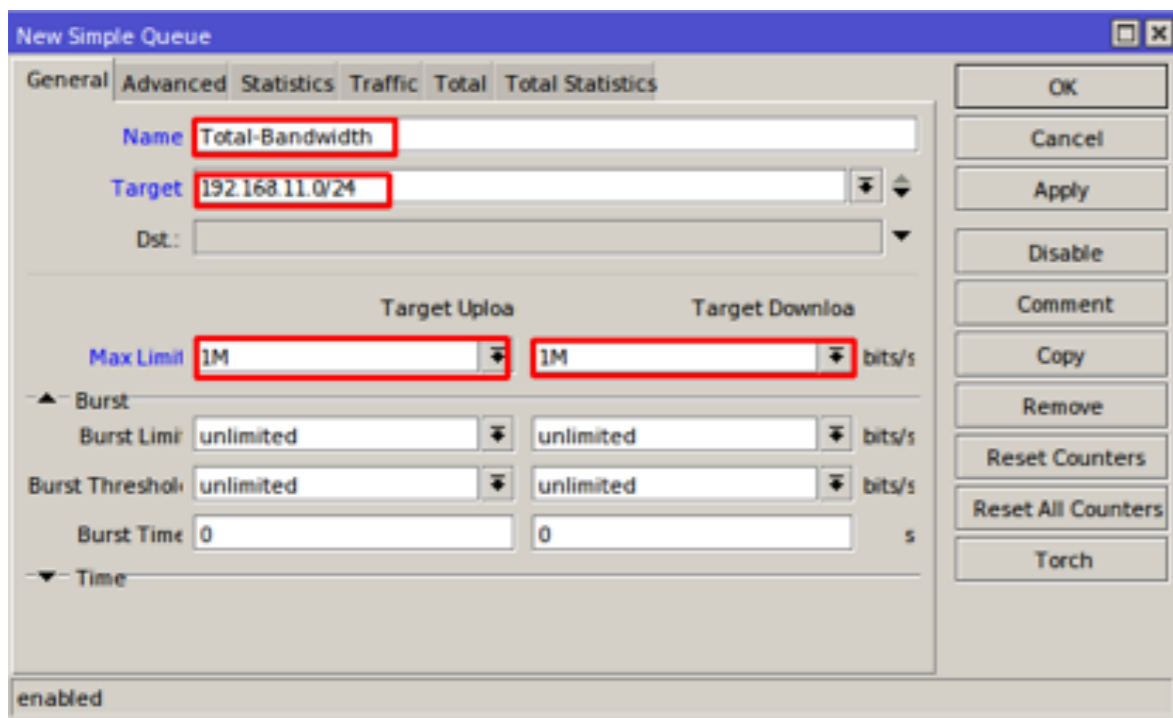 New Simple Queue
General Advanced Statistics Traffic Total Total Statistics
Name Total-Bandwidth
Target 192.168.11.0/24
Dst.:
Target Uploa Target Downloa
Max Limit 1M 1M bits/s
Burst
Burst Limit unlimited unlimited bits/s
Burst Threshol unlimited unlimited bits/s
Burst Time 0 0 s
Time
OK
Cancel
Apply
Disable
Comment
Copy
Remove
Reset Counters
Reset All Counters
Torch
enabled